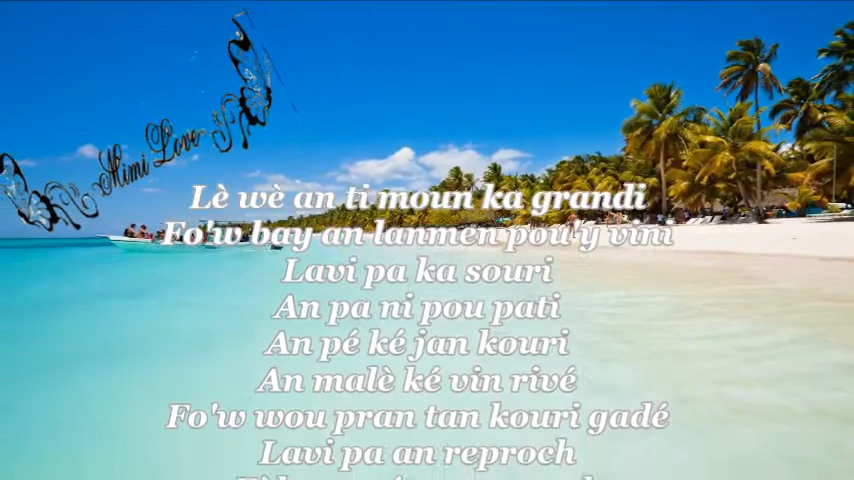 Mimi Love
Lè wè an ti moun ka grandi
Fo'w bay an lanmen pou y vini
Lavi pa ka souri
An pa ni pou pati
An pé ké jan kouri
An malè ké vin rivé
Fo'w wou pran tan kouri gadé
Lavi pa an reproch